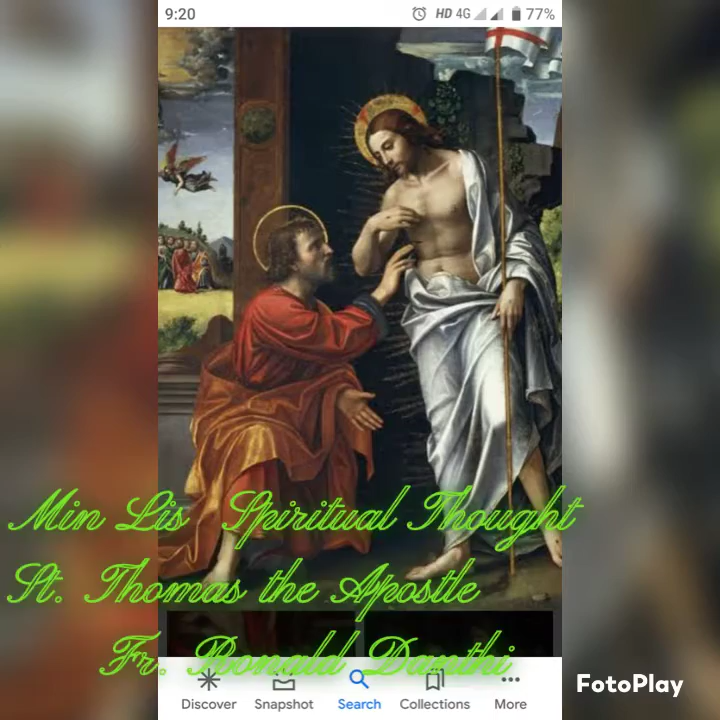 9:20 HD 4G 77%
Min Lis Spiritual Thought
St. Thomas the Apostle
Fr. Ronald Danthi
FotoPlay
Discover Snapshot Search Collections More